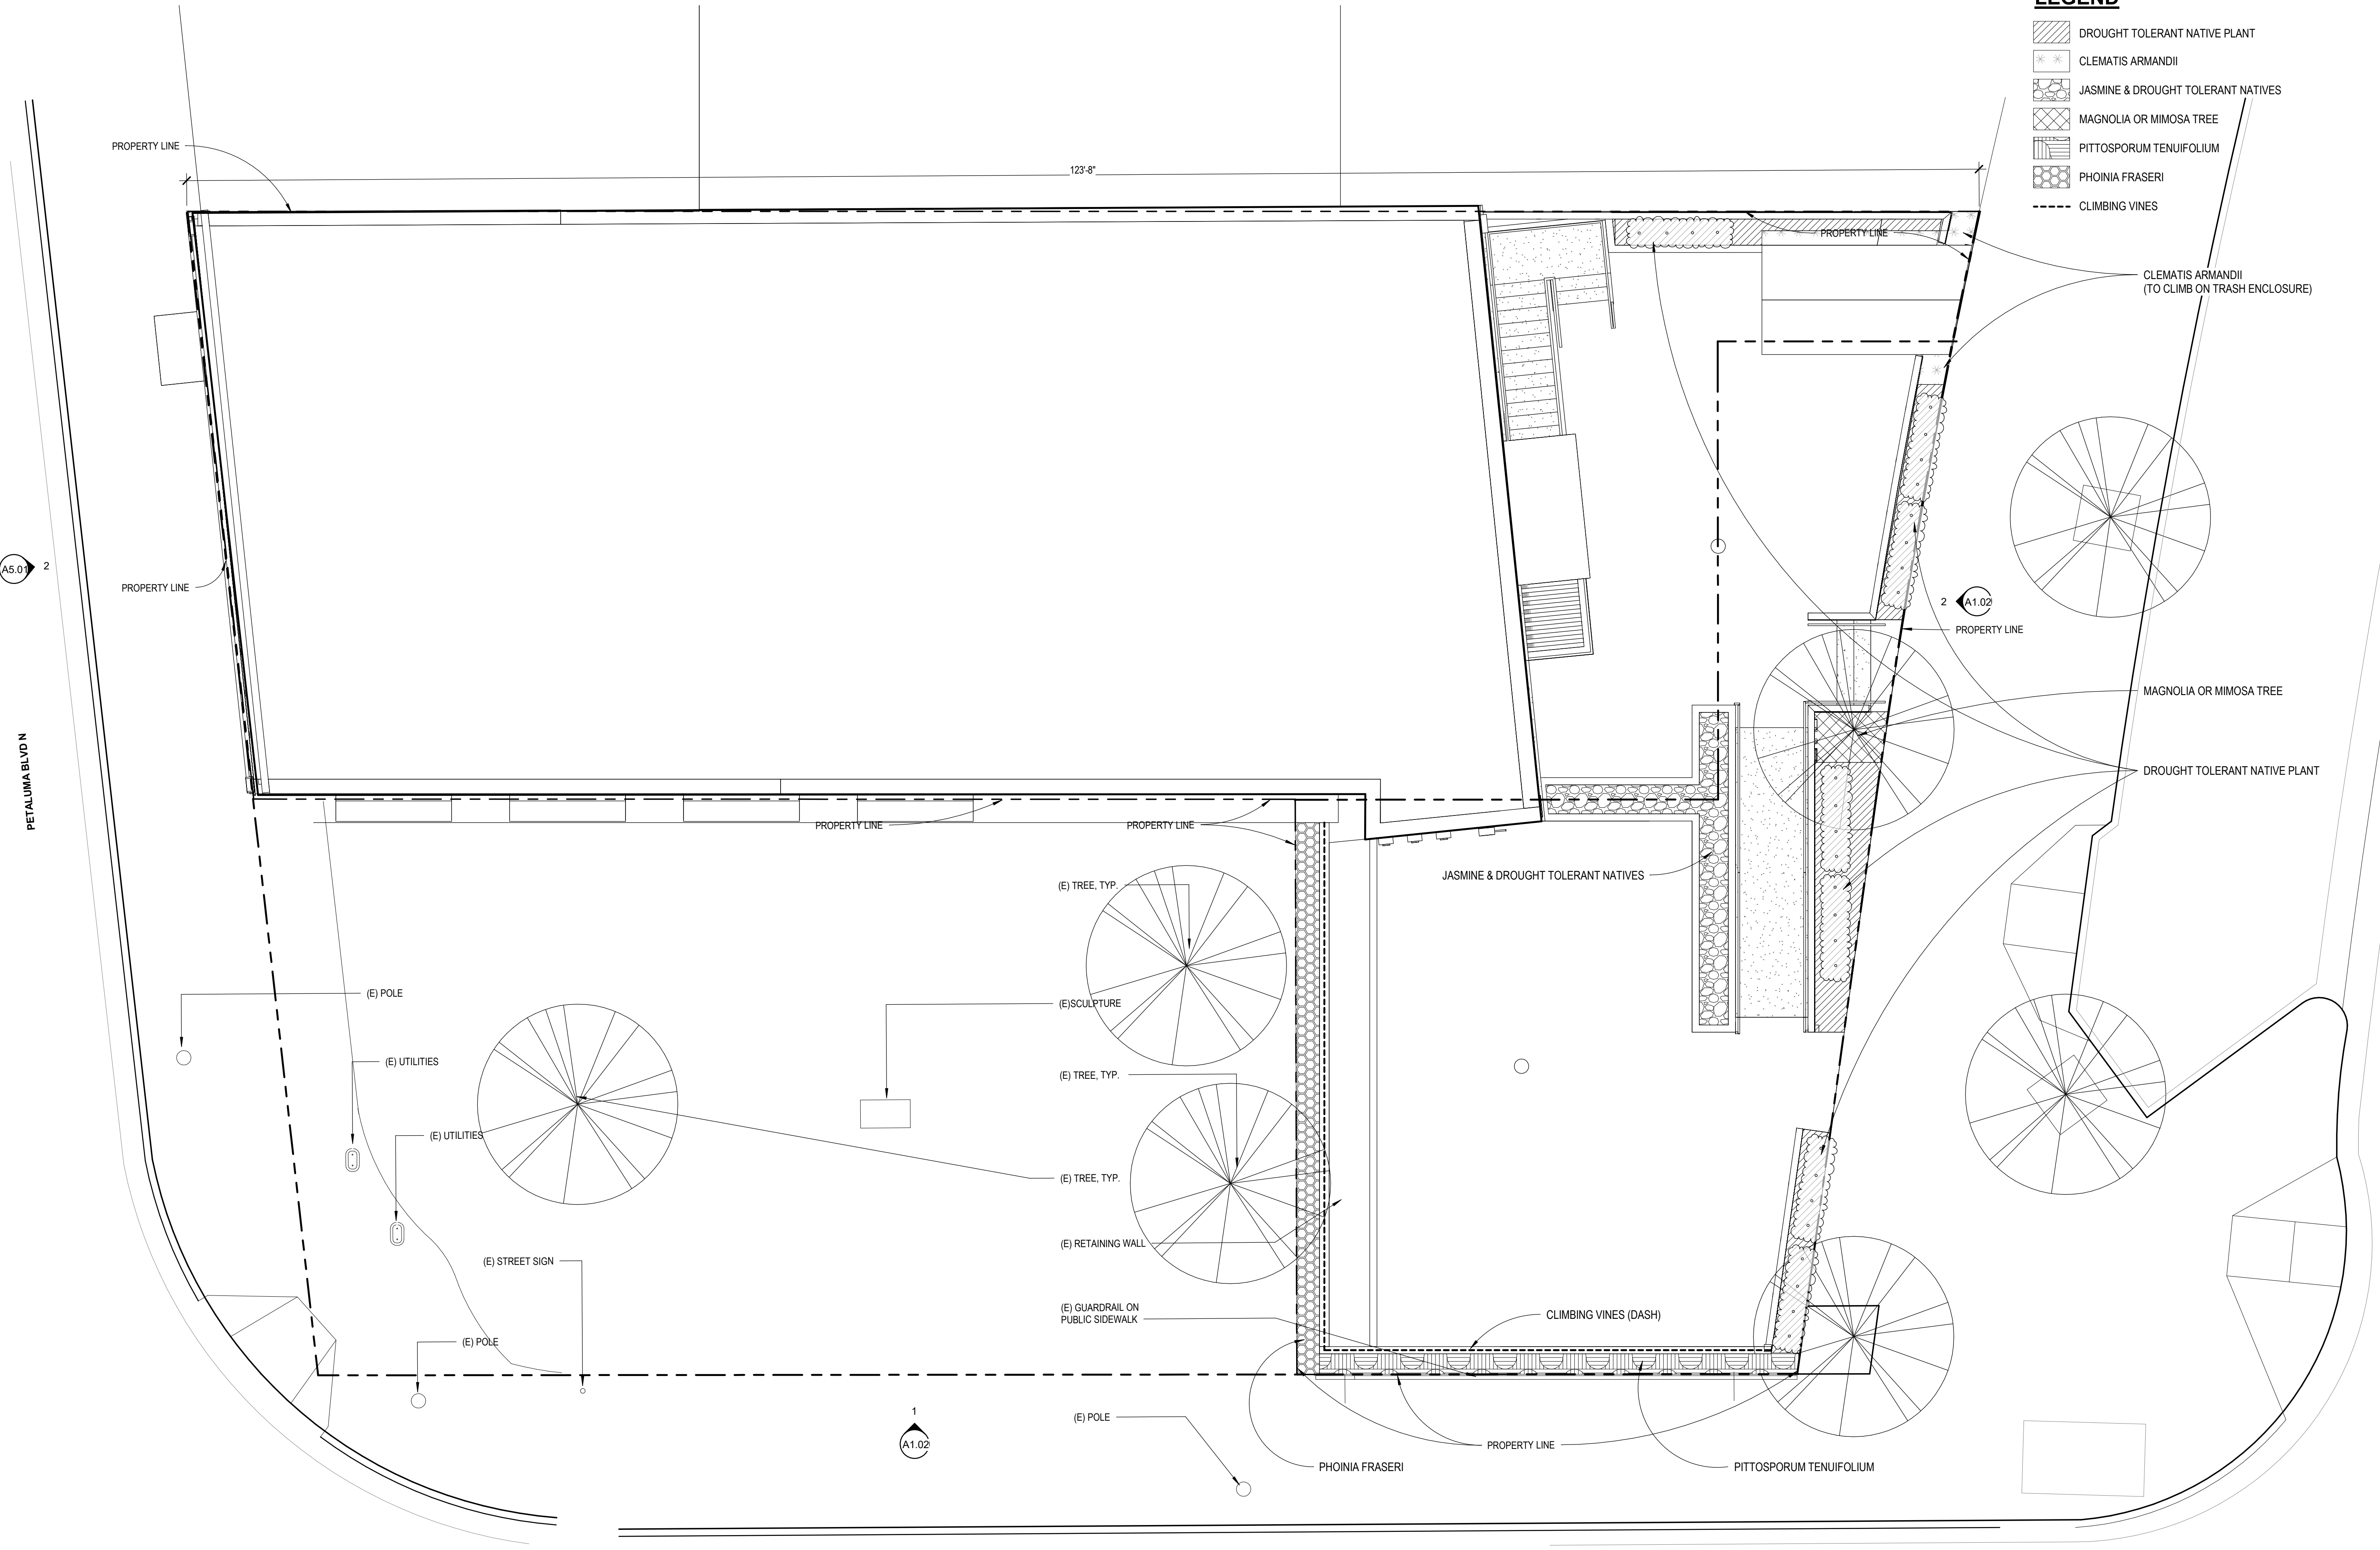 LEGEND
DROUGHT TOLERANT NATIVE PLANT
CLEMATIS ARMANDII
JASMINE & DROUGHT TOLERANT NATIVES
MAGNOLIA OR MIMOSA TREE
PITTOSPORUM TENUIFOLIUM
PHOINIA FRASERI
CLIMBING VINES
PROPERTY LINE
123'-8"
PROPERTY LINE
CLEMATIS ARMANDII
(TO CLIMB ON TRASH ENCLOSURE)
A5.01
2
PROPERTY LINE
2
A1.02
PROPERTY LINE
MAGNOLIA OR MIMOSA TREE
PETALUMA BLVD N
DROUGHT TOLERANT NATIVE PLANT
PROPERTY LINE
PROPERTY LINE
JASMINE & DROUGHT TOLERANT NATIVES
(E) TREE, TYP.
(E) POLE
(E)SCULPTURE
(E) UTILITIES
(E) TREE, TYP.
(E) UTILITIES
(E) TREE, TYP.
(E) RETAINING WALL
(E) STREET SIGN
(E) GUARDRAIL ON
PUBLIC SIDEWALK
CLIMBING VINES (DASH)
(E) POLE
1
A1.02
(E) POLE
PROPERTY LINE
PHOINIA FRASERI
PITTOSPORUM TENUIFOLIUM